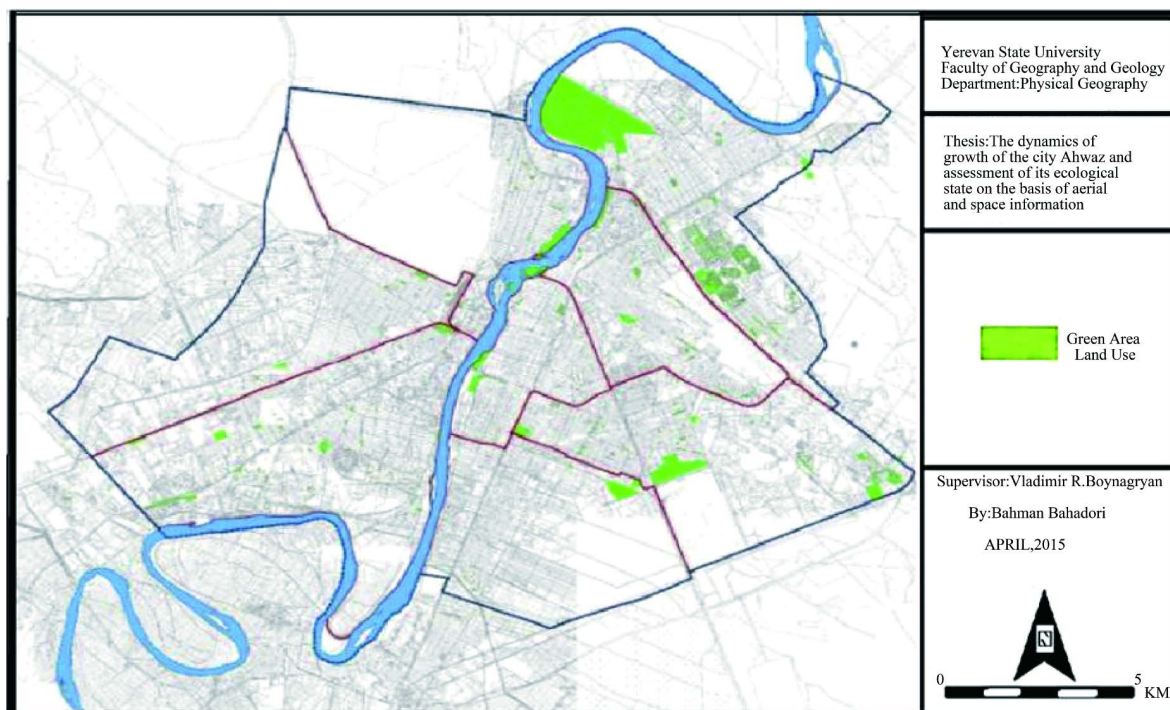 Yerevan State University
Faculty of Geography and Geology
Department:Physical Geography
Thesis:The dynamics of
growth of the city Ahwaz and
assessment of its ecological
state on the basis of aerial
and space information
Green Area
Land Use
Supervisor:Vladimir R.Boynagryan
By:Bahman Bahadori
APRIL,2015
N
0 5
KM